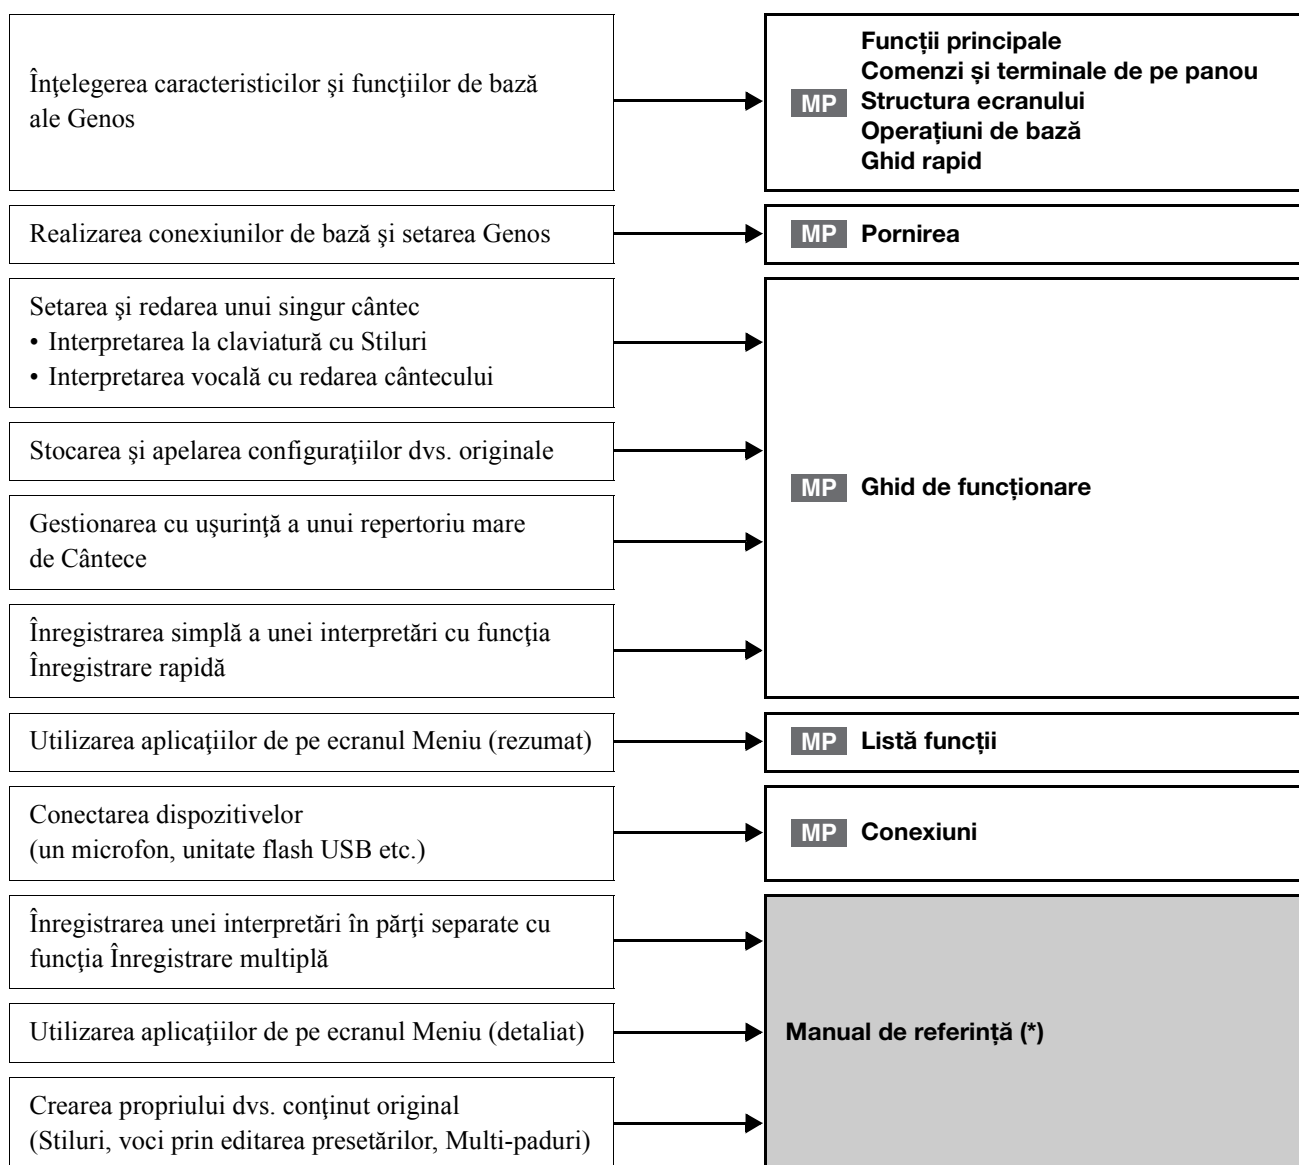 Înţelegerea caracteristicilor şi funcţiilor de bază
ale Genos
MP
Funcții principale
Comenzi și terminale de pe panou
Structura ecranului
Operațiuni de bază
Ghid rapid
Realizarea conexiunilor de bază şi setarea Genos
MP Pornirea
Setarea şi redarea unui singur cântec
• Interpretarea la claviatură cu Stiluri
• Interpretarea vocală cu redarea cântecului
Stocarea şi apelarea configuraţiilor dvs. originale
Gestionarea cu uşurinţă a unui repertoriu mare
de Cântece
Înregistrarea simplă a unei interpretări cu funcţia
Înregistrare rapidă
MP Ghid de funcționare
Utilizarea aplicaţiilor de pe ecranul Meniu (rezumat)
MP Listă funcții
Conectarea dispozitivelor
(un microfon, unitate flash USB etc.)
MP Conexiuni
Înregistrarea unei interpretări în părţi separate cu
funcţia Înregistrare multiplă
Utilizarea aplicaţiilor de pe ecranul Meniu (detaliat)
Crearea propriului dvs. conţinut original
(Stiluri, voci prin editarea presetărilor, Multi-paduri)
Manual de referință (*)